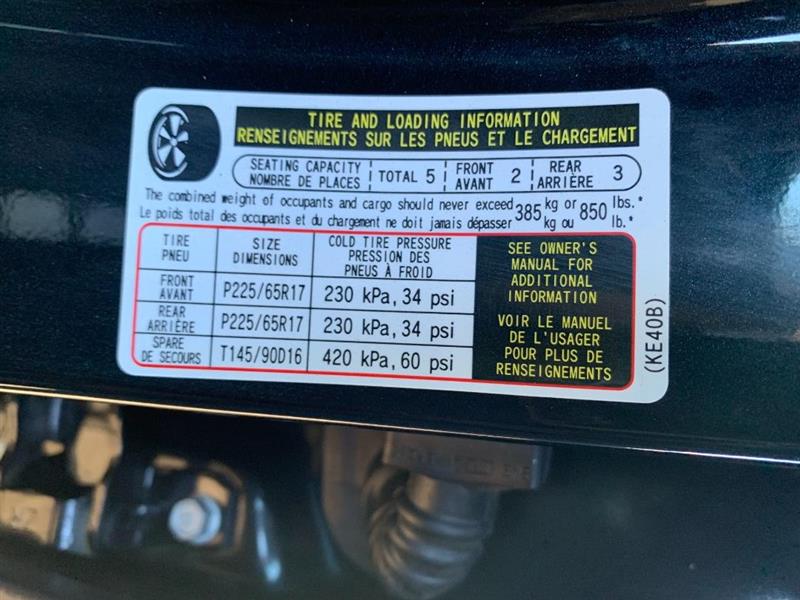 TIRE AND LOADING INFORMATION
RENSEIGNEMENTS SUR LES PNEUS ET LE CHARGEMENT
SEATING CAPACITY
NOMBRE DE PLACES
TOTAL 5
FRONT
AVANT
2
REAR
ARRIÈRE
3
The combined weight of occupants and cargo should never exceed 385 kg or 850 lbs.*
Le poids total des occupants et du chargement ne doit jamais dépasser 385 kg ou 850 lb.*
TIRE
PNEU
SIZE
DIMENSIONS
COLD TIRE PRESSURE
PRESSION DES
PNEUS À FROID
FRONT
AVANT
P225/65R17
230 kPa, 34 psi
REAR
ARRIÈRE
P225/65R17
230 kPa, 34 psi
SPARE
DE SECOURS
T145/90D16
420 kPa, 60 psi
SEE OWNER'S
MANUAL FOR
ADDITIONAL
INFORMATION
VOIR LE MANUEL
DE L'USAGER
POUR PLUS DE
RENSEIGNEMENTS
(KE40B)